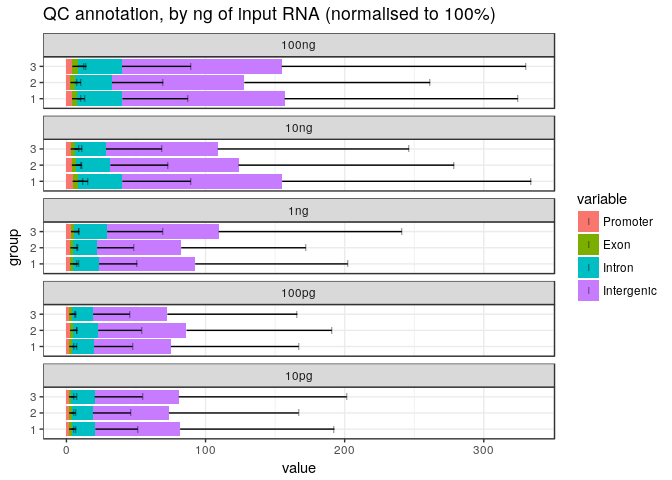 QC annotation, by ng of input RNA (normalised to 100%)
100ng
3
2
1
10ng
3
2
1
1ng
3
2
1
100pg
3
2
1
10pg
3
2
1
0 100 200 300
value
group
variable
Promoter
Exon
Intron
Intergenic